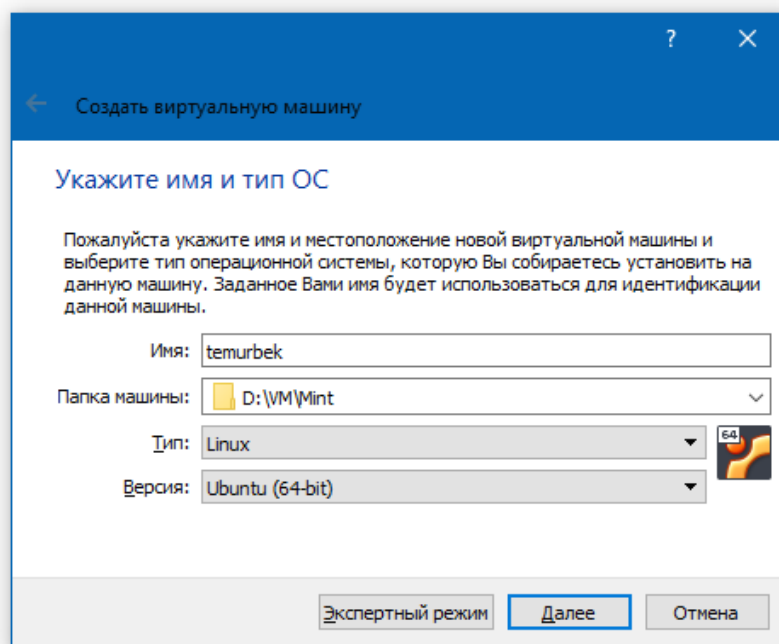 ?
Создать виртуальную машину
Укажите имя и тип ОС
Пожалуйста укажите имя и местоположение новой виртуальной машины и
выберите тип операционной системы, которую Вы собираетесь установить на
данную машину. Заданное Вами имя будет использоваться для идентификации
данной машины.
Имя: temurbek
Папка машины: D:\VM\Mint
Тип: Linux
64
Версия: Ubuntu (64-bit)
Экспертный режим Далее Отмена